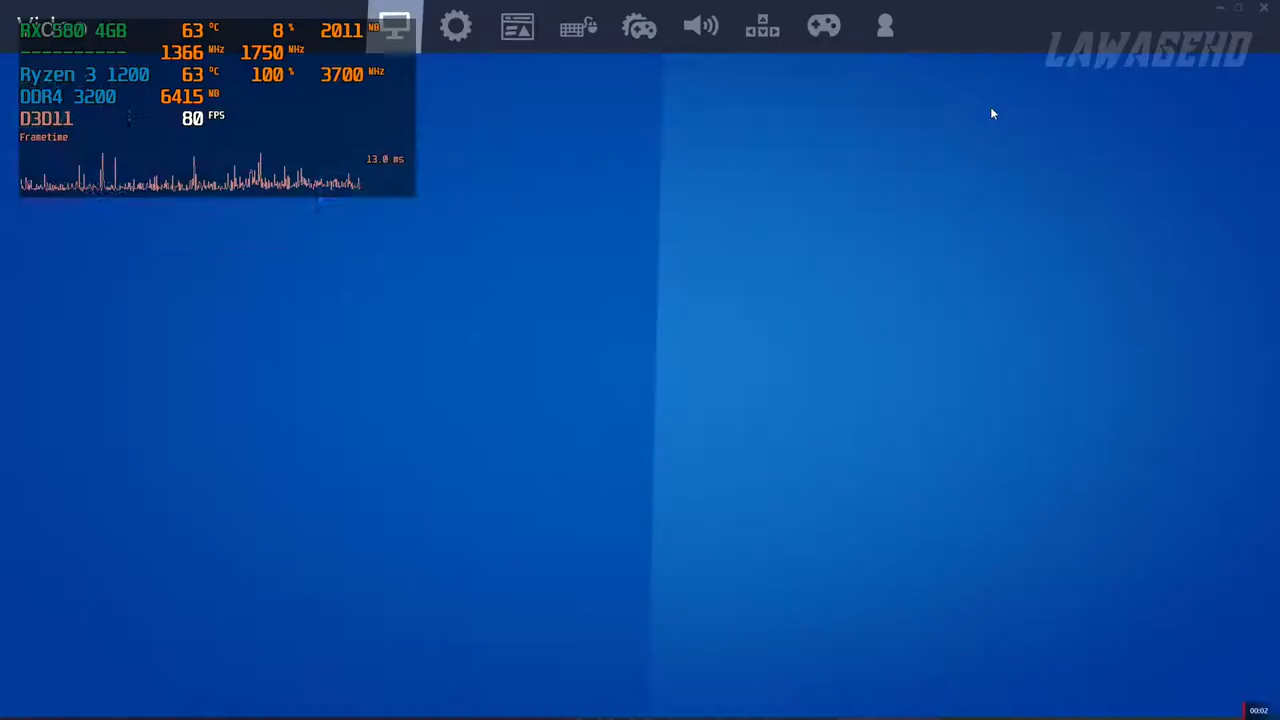 Video
RX 580 4GB 63 °C 8 % 2011 MB
---------- 1366 MHz 1750 MHz
Ryzen 3 1200 63 °C 100 % 3700 MHz
DDR4 3200 6415 MB
D3D11 80 FPS
Frametime
13.0 ms
LAWAGEHD
00:02